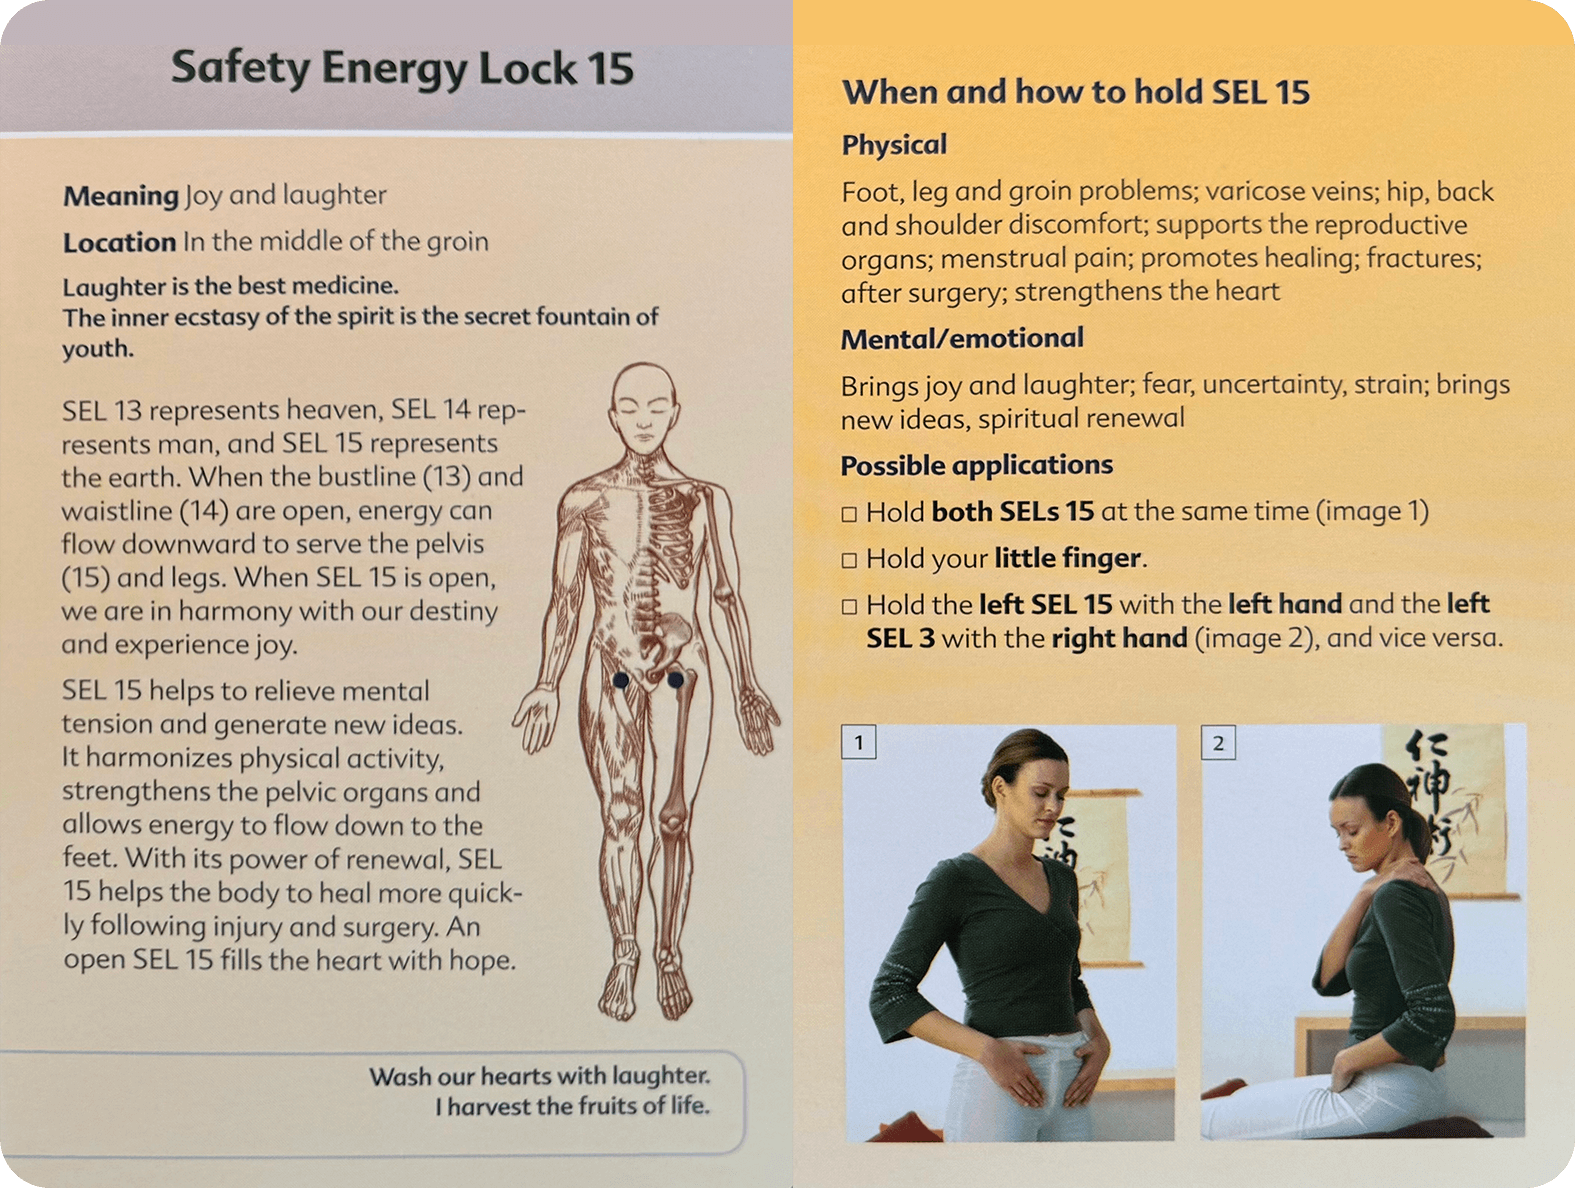 Safety Energy Lock 15
Meaning Joy and laughter
Location In the middle of the groin
Laughter is the best medicine.
The inner ecstasy of the spirit is the secret fountain of
youth.
SEL 13 represents heaven, SEL 14 rep-
resents man, and SEL 15 represents
the earth. When the bustline (13) and
waistline (14) are open, energy can
flow downward to serve the pelvis
(15) and legs. When SEL 15 is open,
we are in harmony with our destiny
and experience joy.
SEL 15 helps to relieve mental
tension and generate new ideas.
It harmonizes physical activity,
strengthens the pelvic organs and
allows energy to flow down to the
feet. With its power of renewal, SEL
15 helps the body to heal more quick-
ly following injury and surgery. An
open SEL 15 fills the heart with hope.
Wash our hearts with laughter.
I harvest the fruits of life.
When and how to hold SEL 15
Physical
Foot, leg and groin problems; varicose veins; hip, back
and shoulder discomfort; supports the reproductive
organs; menstrual pain; promotes healing; fractures;
after surgery; strengthens the heart
Mental/emotional
Brings joy and laughter; fear, uncertainty, strain; brings
new ideas, spiritual renewal
Possible applications
□ Hold both SELs 15 at the same time (image 1)
□ Hold your little finger.
□ Hold the left SEL 15 with the left hand and the left
SEL 3 with the right hand (image 2), and vice versa.
1
神
2
仁
神
術